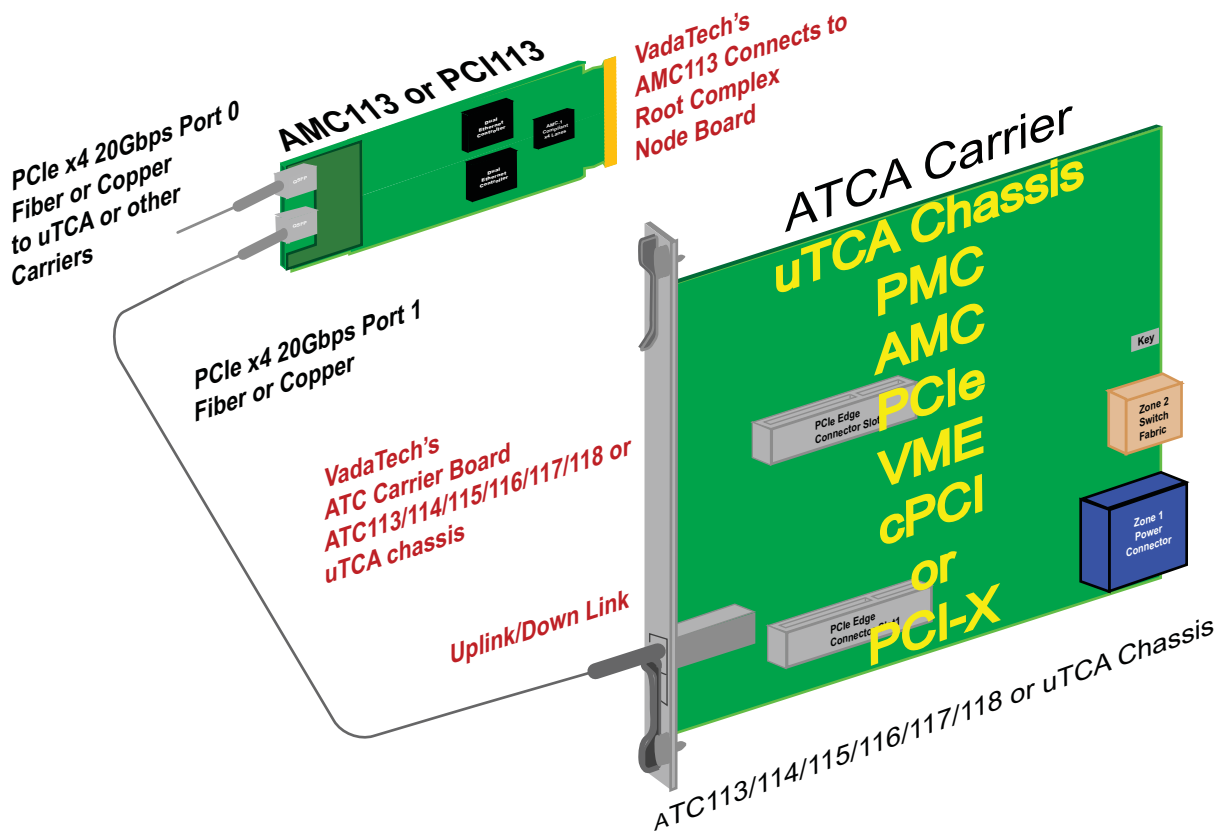 AMC113 or PCI113
VadaTech's
AMC113 Connects to
Root Complex
Node Board
PCIe x4 20Gbps Port 0
Fiber or Copper
to uTCA or other
Carriers
Dual
Ethernet
Controller
Dual
Ethernet
Controller
AMC.1
Compliant
x4 Lanes
QSFP
QSFP
PCIe x4 20Gbps Port 1
Fiber or Copper
ATCA Carrier
uTCA Chassis
PMC
AMC
PCIe
VME
cPCI
or
PCI-X
Key
Zone 2
Switch
Fabric
Zone 1
Power
Connector
PCIe Edge
Connector Slot
PCIe Edge
Connector Slot1
VadaTech's
ATC Carrier Board
ATC113/114/115/116/117/118 or
uTCA chassis
Uplink/Down Link
ATC113/114/115/116/117/118 or uTCA Chassis